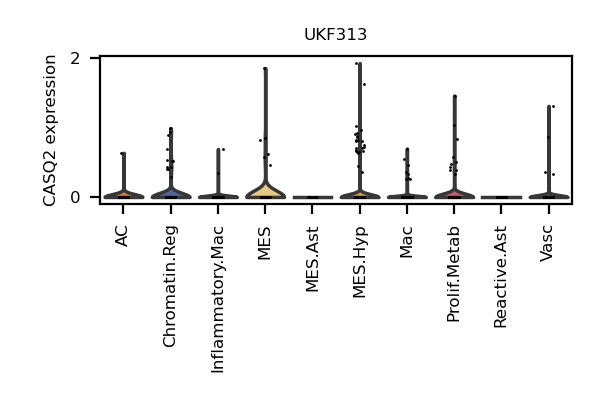 UKF313
CASQ2 expression
2
0
AC
Chromatin.Reg
Inflammatory.Mac
MES
MES.Ast
MES.Hyp
Mac
Prolif.Metab
Reactive.Ast
Vasc